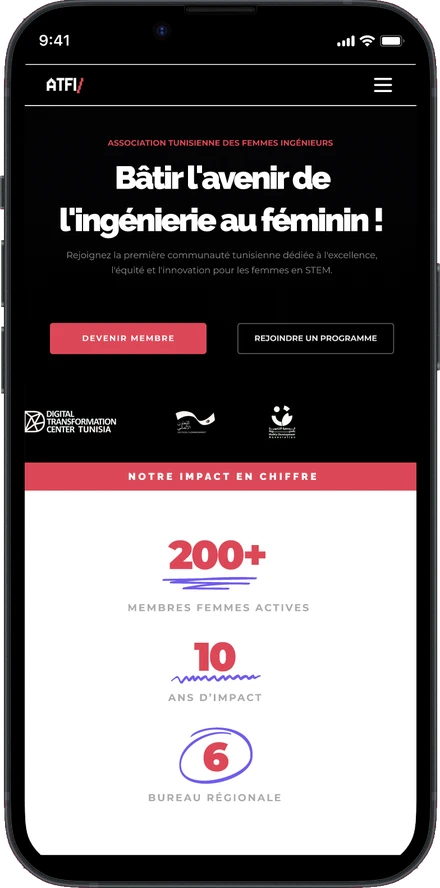 9:41
ATFI/
ASSOCIATION TUNISIENNE DES FEMMES INGÉNIEURS
Bâtir l'avenir de
l'ingénierie au féminin !
Rejoignez la première communauté tunisienne dédiée à l'excellence,
l'équité et l'innovation pour les femmes en STEM.
DEVENIR MEMBRE
REJOINDRE UN PROGRAMME
DIGITAL
TRANSFORMATION
CENTER TUNISIA
NOTRE IMPACT EN CHIFFRE
200+
MEMBRES FEMMES ACTIVES
10
ANS D'IMPACT
6
BUREAU RÉGIONALE